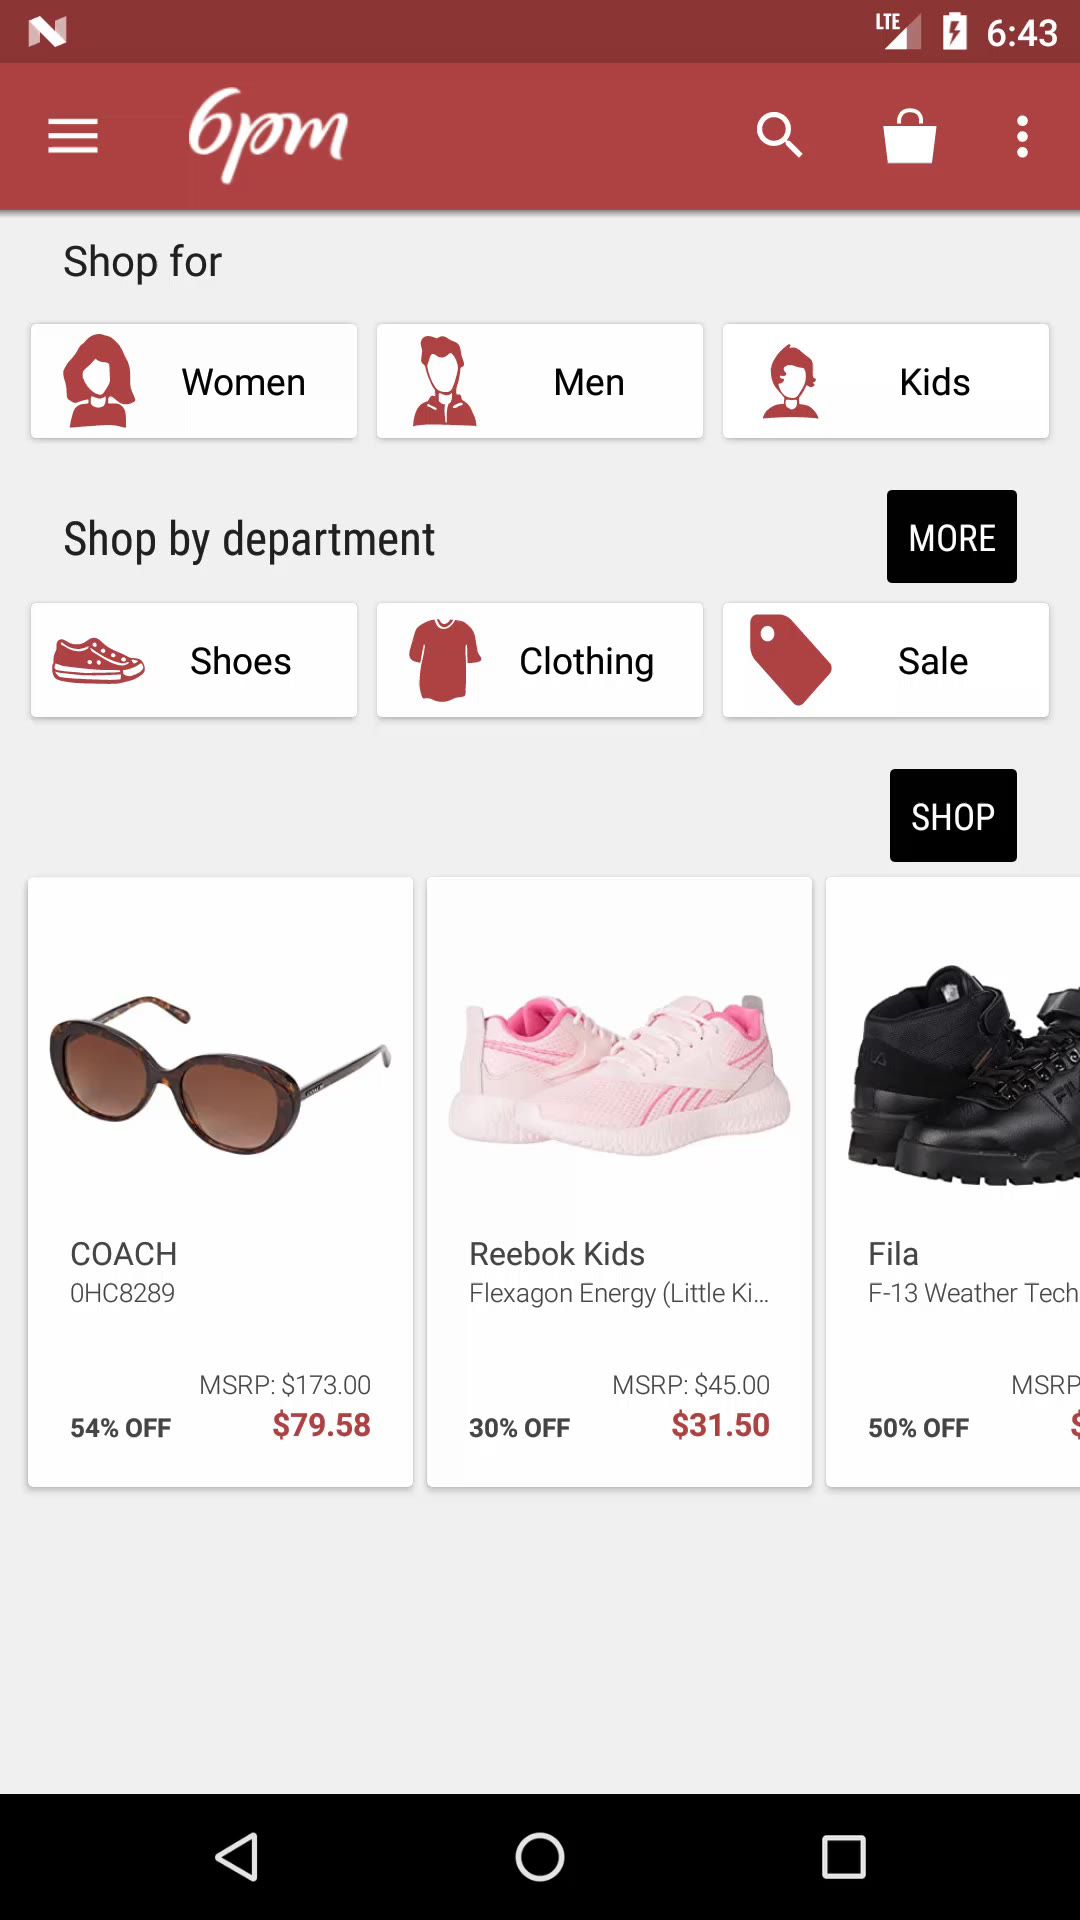 LTE 6:43
6pm
Shop for
Women Men Kids
Shop by department MORE
Shoes Clothing Sale
SHOP
COACH
0HC8289
MSRP: $173.00
54% OFF $79.58
Reebok Kids
Flexagon Energy (Little Ki...
MSRP: $45.00
30% OFF $31.50
Fila
F-13 Weather Tech
MSRP
50% OFF $